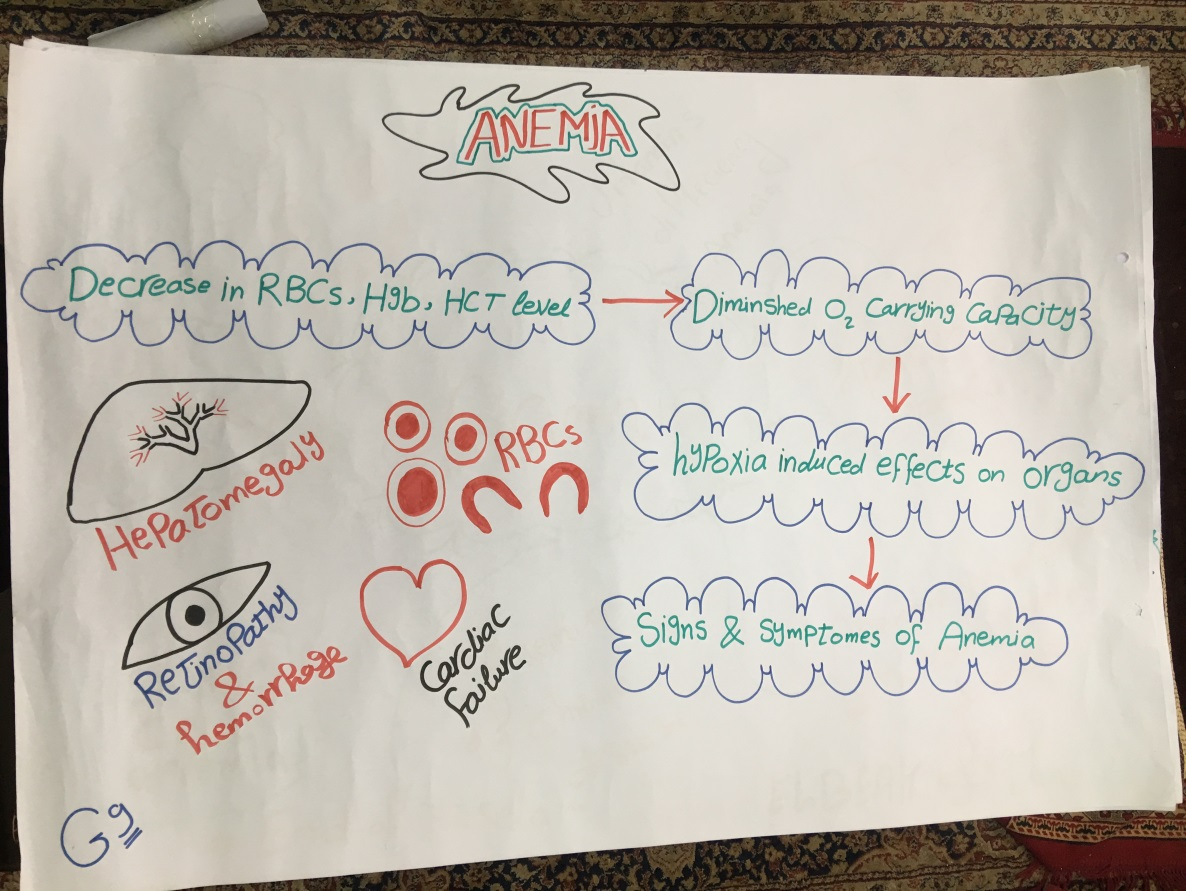 ANEMiA
Decrease in RBCs, Hgb, HCT level
Diminshed O₂ Carrying CaPaCiTy
hyPoxia induced effects on organs
Signs & Symptomes of Anemia
HePaTomegaly
RBCs
ReTinoPaThy
&
hemorrhage
Cardiac
failure
G9